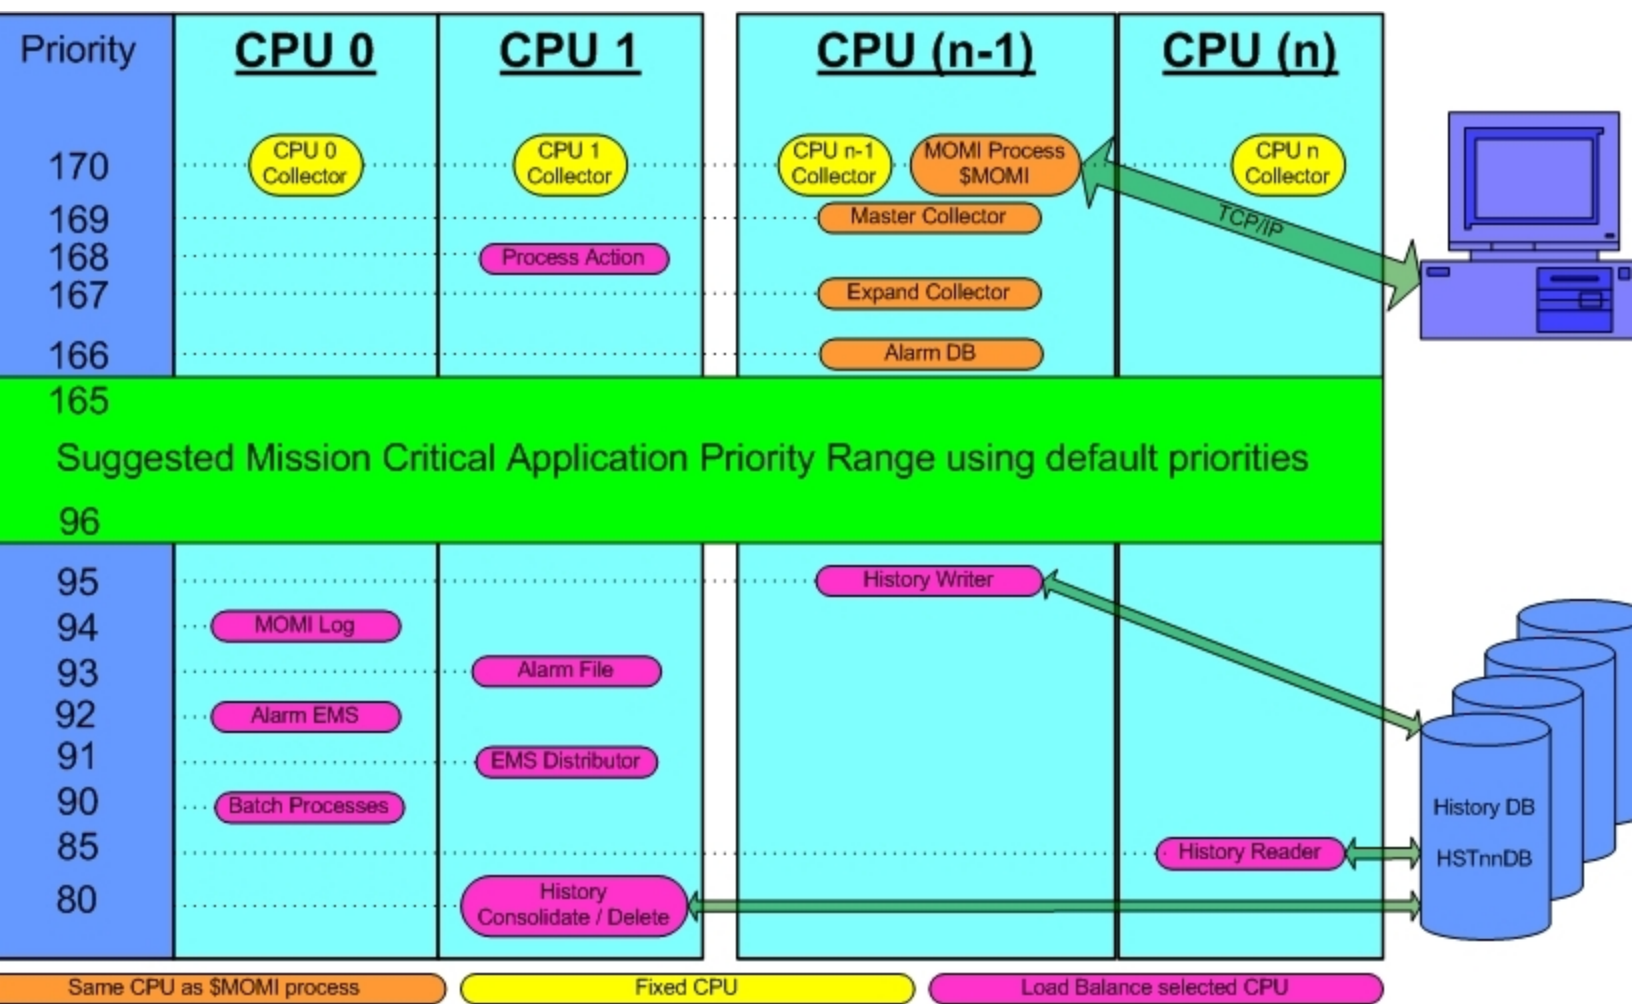 Priority
CPU 0
CPU 1
CPU (n-1)
CPU (n)
170
CPU 0
Collector
CPU 1
Collector
CPU n-1
Collector
MOMI Process
$MOMI
CPU n
Collector
TCP/IP
169
Master Collector
168
Process Action
167
Expand Collector
166
Alarm DB
165
Suggested Mission Critical Application Priority Range using default priorities
96
95
History Writer
94
MOMI Log
93
Alarm File
92
Alarm EMS
91
EMS Distributor
90
Batch Processes
85
History Reader
80
History
Consolidate / Delete
History DB
HSTnnDB
Same CPU as $MOMI process
Fixed CPU
Load Balance selected CPU